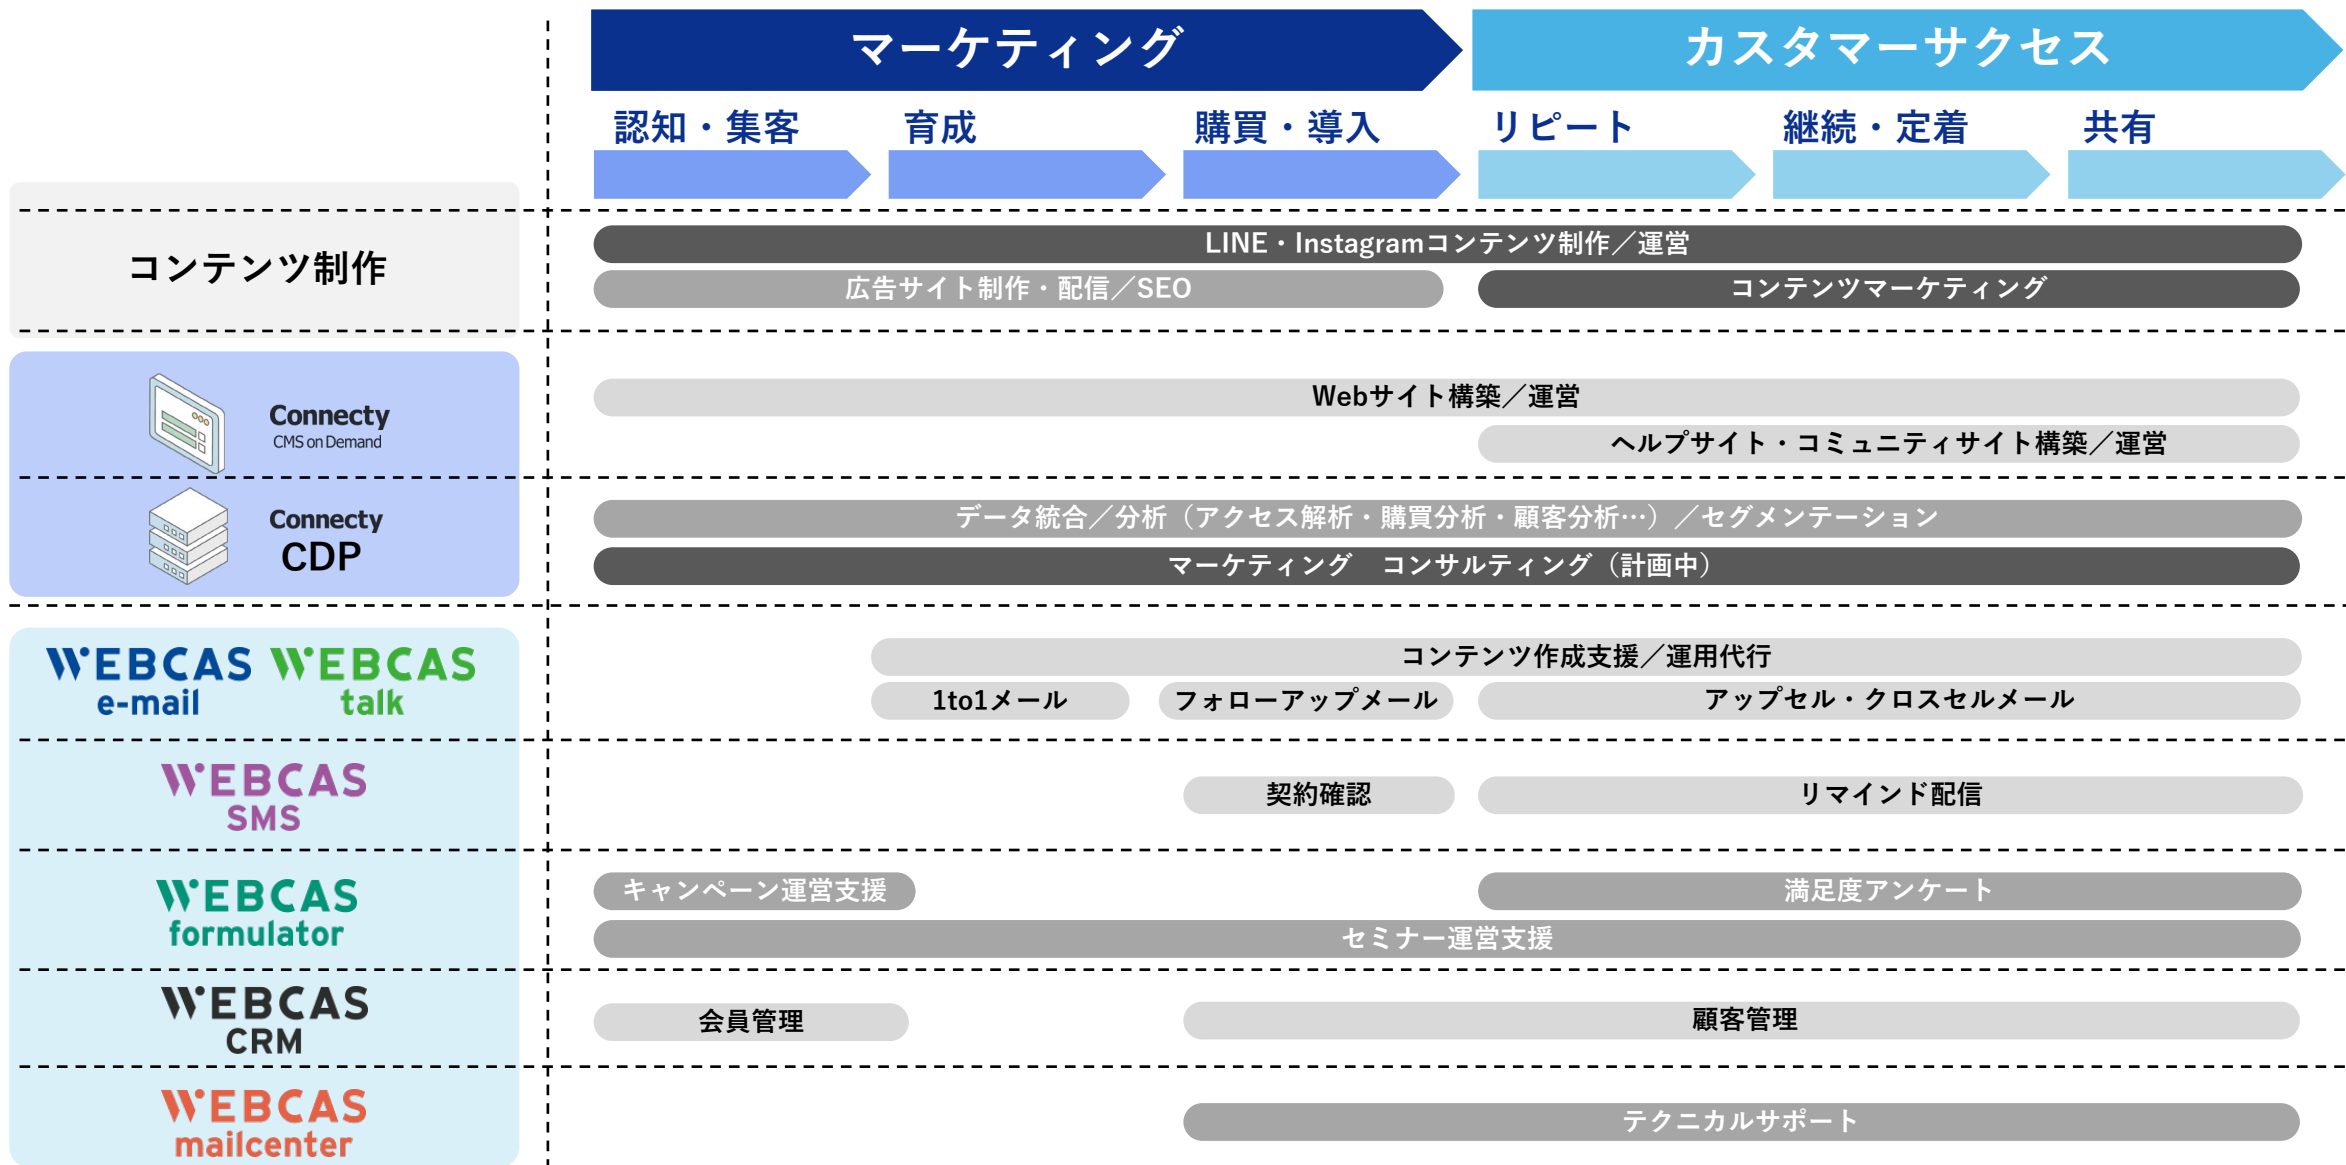 マーケティング
カスタマーサクセス
認知・集客
育成
購買・導入
リピート
継続・定着
共有
コンテンツ制作
LINE・Instagramコンテンツ制作／運営
広告サイト制作・配信／SEO
コンテンツマーケティング
Connecty
CMS on Demand
Webサイト構築／運営
ヘルプサイト・コミュニティサイト構築／運営
Connecty
CDP
データ統合／分析（アクセス解析・購買分析・顧客分析…）／セグメンテーション
マーケティング　コンサルティング（計画中）
WEBCAS
e-mail
WEBCAS
talk
コンテンツ作成支援／運用代行
1to1メール
フォローアップメール
アップセル・クロスセルメール
WEBCAS
SMS
契約確認
リマインド配信
WEBCAS
formulator
キャンペーン運営支援
満足度アンケート
セミナー運営支援
WEBCAS
CRM
会員管理
顧客管理
WEBCAS
mailcenter
テクニカルサポート